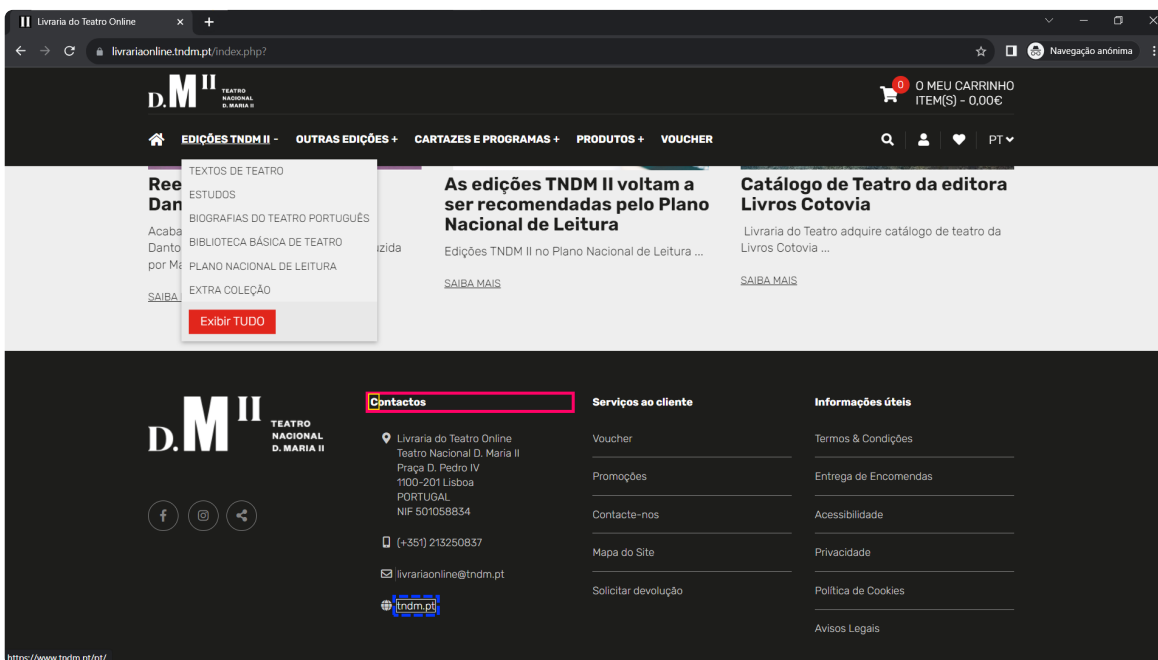 Livraria do Teatro Online
livrariaonline.tndm.pt/index.php?
Navegação anónima
D.M II TEATRO
NACIONAL
D. MARIA II
0
O MEU CARRINHO
ITEM(S) - 0,00€
EDIÇÕES TNDM II -
OUTRAS EDIÇÕES +
CARTAZES E PROGRAMAS +
PRODUTOS +
VOUCHER
PT
TEXTOS DE TEATRO
ESTUDOS
BIOGRAFIAS DO TEATRO PORTUGUÊS
BIBLIOTECA BÁSICA DE TEATRO
PLANO NACIONAL DE LEITURA
EXTRA COLEÇÃO
Exibir TUDO
Ree
Dan
Acaba
Danto
uzida
por Ma
SAIBA
As edições TNDM II voltam a
ser recomendadas pelo Plano
Nacional de Leitura
Edições TNDM II no Plano Nacional de Leitura ...
SAIBA MAIS
Catálogo de Teatro da editora
Livros Cotovia
Livraria do Teatro adquire catálogo de teatro da
Livros Cotovia ...
SAIBA MAIS
D.M II TEATRO
NACIONAL
D. MARIA II
Contactos
Livraria do Teatro Online
Teatro Nacional D. Maria II
Praça D. Pedro IV
1100-201 Lisboa
PORTUGAL
NIF 501058834
(+351) 213250837
livrariaonline@tndm.pt
tndm.pt
Serviços ao cliente
Voucher
Promoções
Contacte-nos
Mapa do Site
Solicitar devolução
Informações úteis
Termos & Condições
Entrega de Encomendas
Acessibilidade
Privacidade
Política de Cookies
Avisos Legais
https://www.tndm.pt/pt/